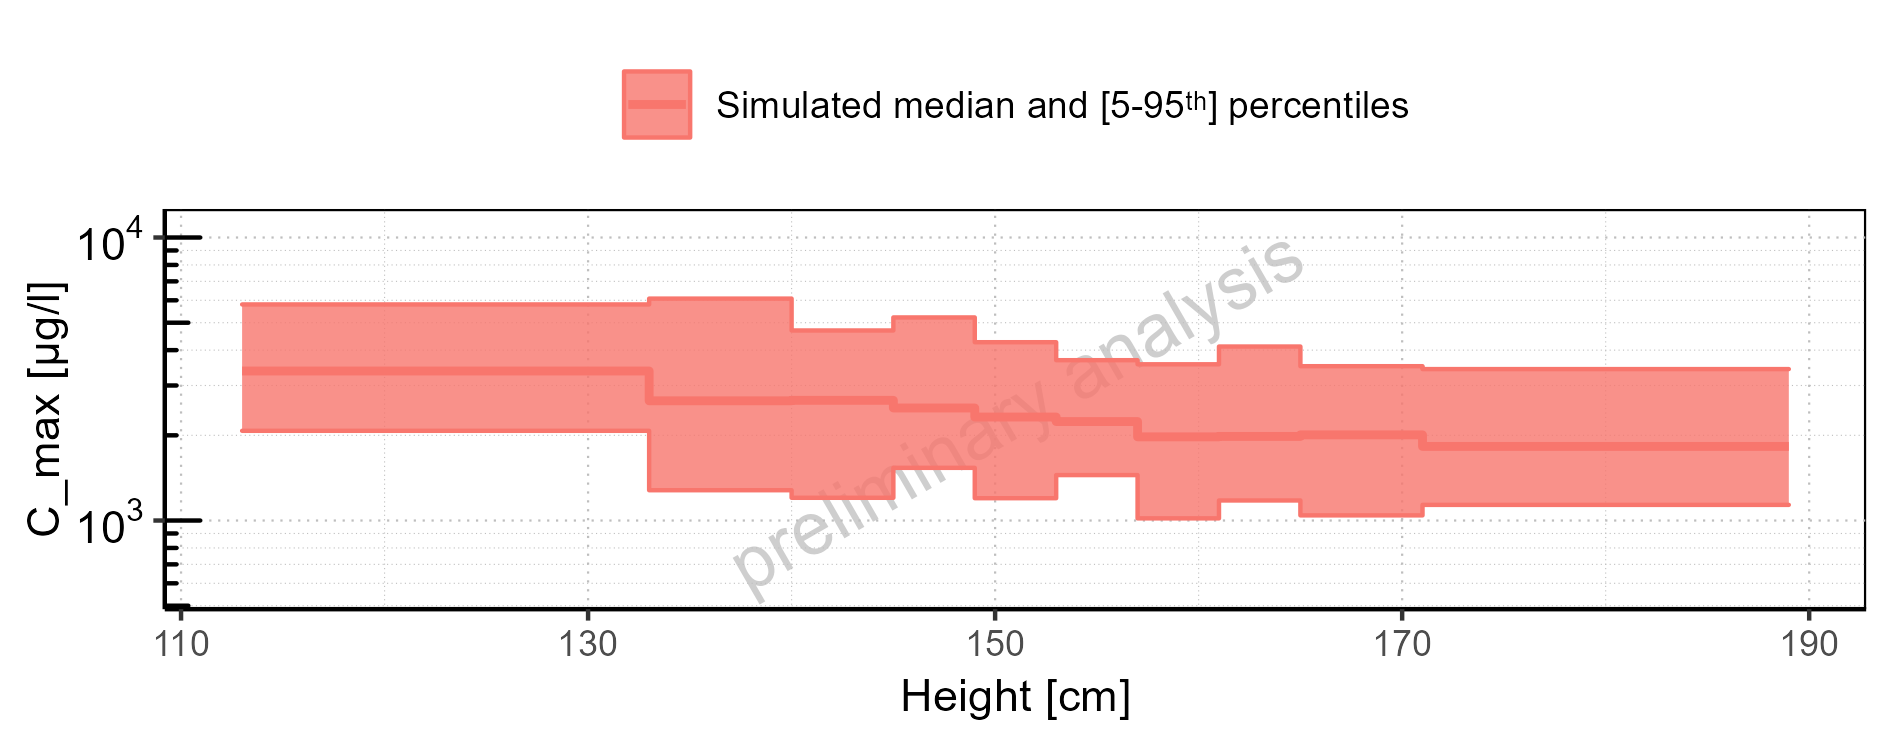 Simulated median and [5-95th] percentiles
10^4
10^3
C_max [µg/l]
preliminary analysis
110 130 150 170 190
Height [cm]